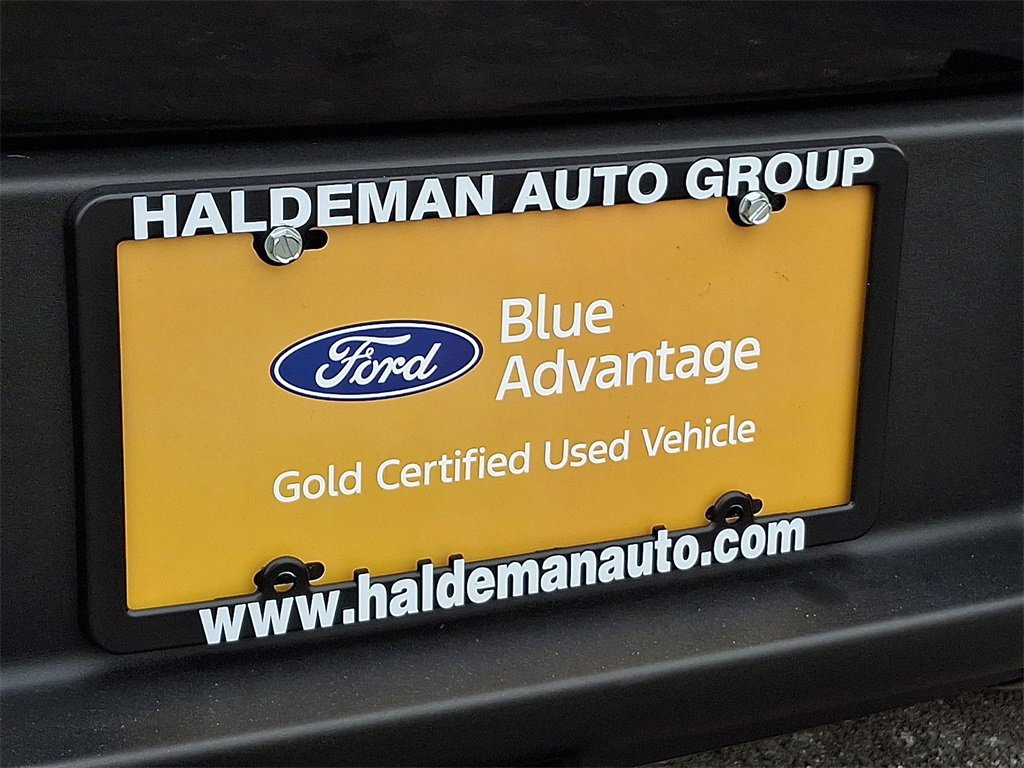 HALDEMAN AUTO GROUP
Ford
Blue
Advantage
Gold Certified Used Vehicle
www.haldemanauto.com